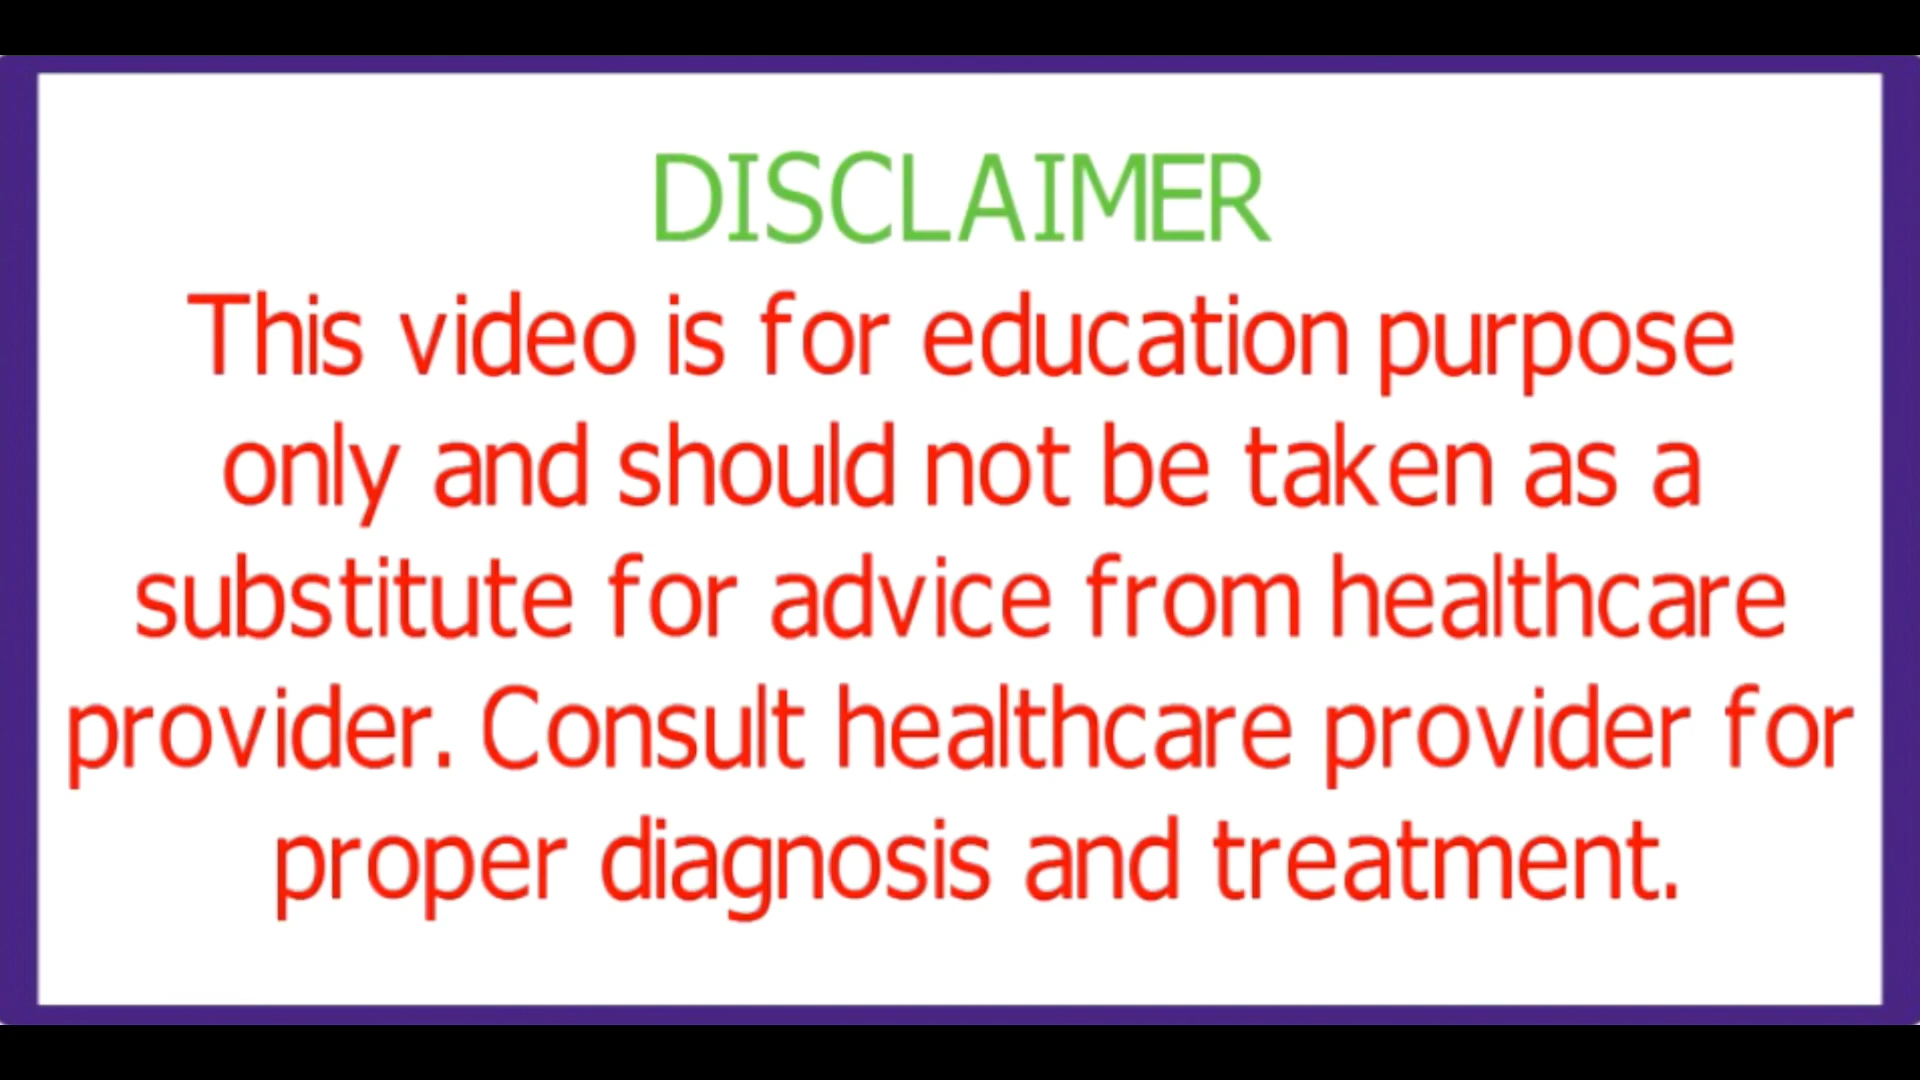 DISCLAIMER
This video is for education purpose
only and should not be taken as a
substitute for advice from healthcare
provider. Consult healthcare provider for
proper diagnosis and treatment.